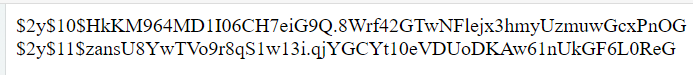 $2y$10$HkKM964MD1I06CH7eiG9Q.8Wrf42GTwNFlejx3hmyUzmuwGcxPnOG
$2y$11$zansU8YwTVo9r8qS1w13i.qjYGCYt10eVDUoDKAw61nUkGF6L0ReG